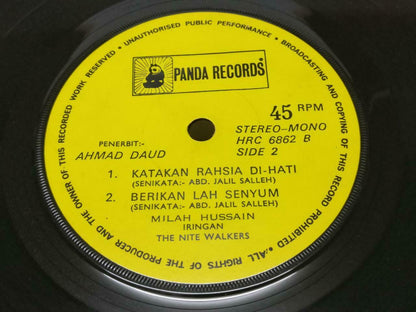 ALL RIGHTS OF THE PRODUCER AND THE OWNER OF THIS RECORDED WORK RESERVED • UNAUTHORISED PUBLIC PERFORMANCE • BROADCASTING AND COPYING OF THIS RECORD PROHIBITED •
PANDA RECORDS
45 RPM
STEREO-MONO
PENERBIT:- HRC 6862 B
AHMAD DAUD SIDE 2
1. KATAKAN RAHSIA DI-HATI
(SENIKATA:- ABD. JALIL SALLEH)
2. BERIKAN LAH SENYUM
(SENIKATA:- ABD. JALIL SALLEH)
MILAH HUSSAIN
IRINGAN
THE NITE WALKERS